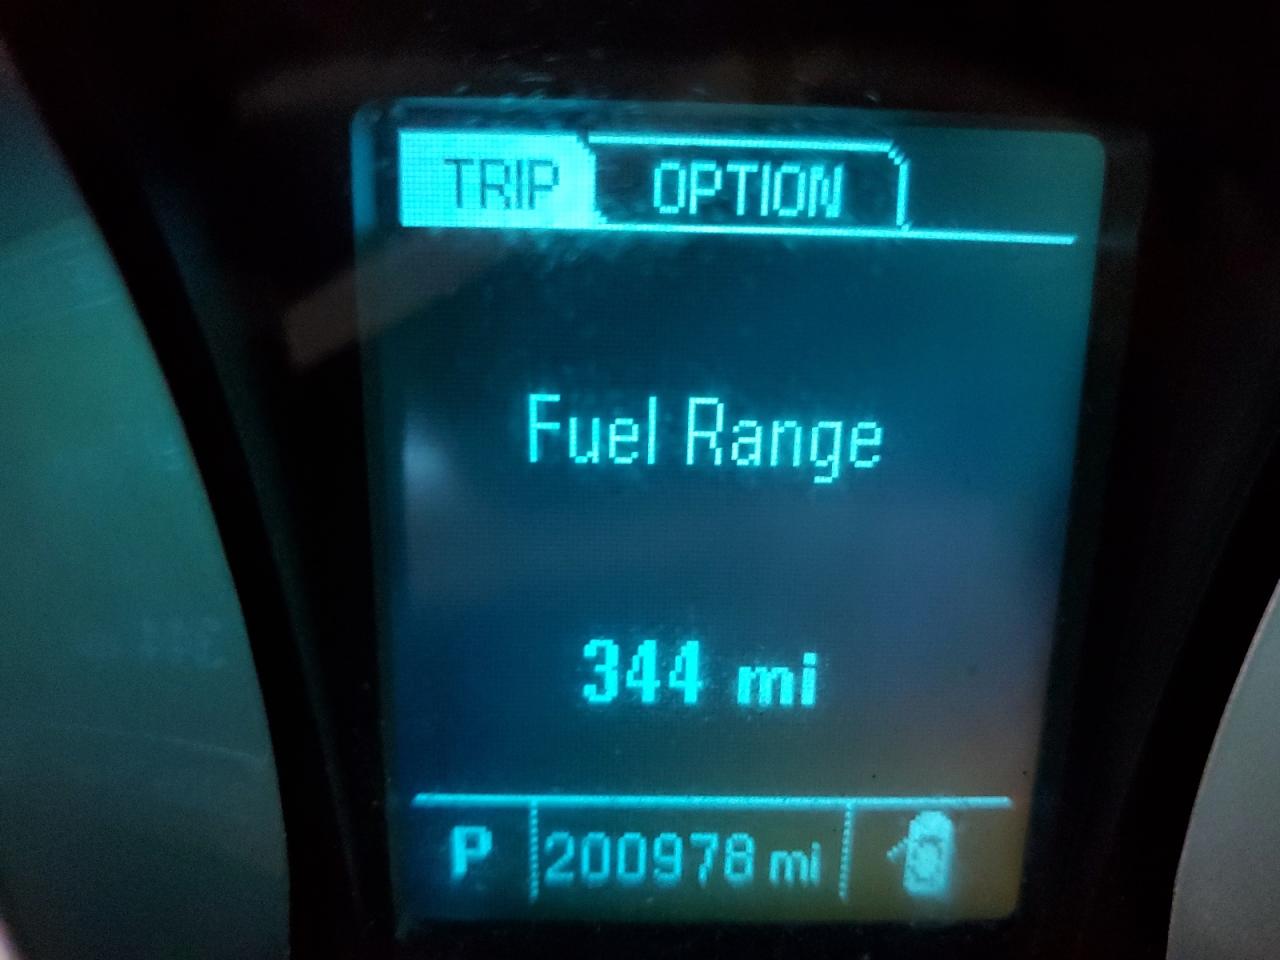 TRIP OPTION
Fuel Range
344 mi
P 200978 mi